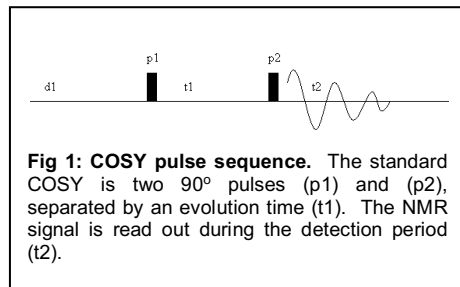 p1 p2
d1 t1 t2
Fig 1: COSY pulse sequence. The standard
COSY is two 90º pulses (p1) and (p2),
separated by an evolution time (t1). The NMR
signal is read out during the detection period
(t2).